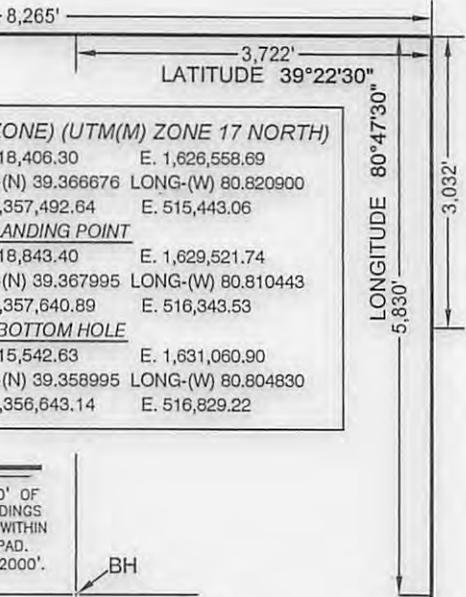 8,265'
3,722'
LATITUDE 39°22'30"
LONGITUDE 80°47'30"
5,830'
3,032'
ZONE) (UTM(M) ZONE 17 NORTH)
18,406.30 E. 1,626,558.69
(N) 39.366676 LONG-(W) 80.820900
,357,492.64 E. 515,443.06
LANDING POINT
18,843.40 E. 1,629,521.74
(N) 39.367995 LONG-(W) 80.810443
,357,640.89 E. 516,343.53
BOTTOM HOLE
15,542.63 E. 1,631,060.90
-(N) 39.358995 LONG-(W) 80.804830
,356,643.14 E. 516,829.22
0' OF
DINGS
WITHIN
PAD.
2000'.
BH